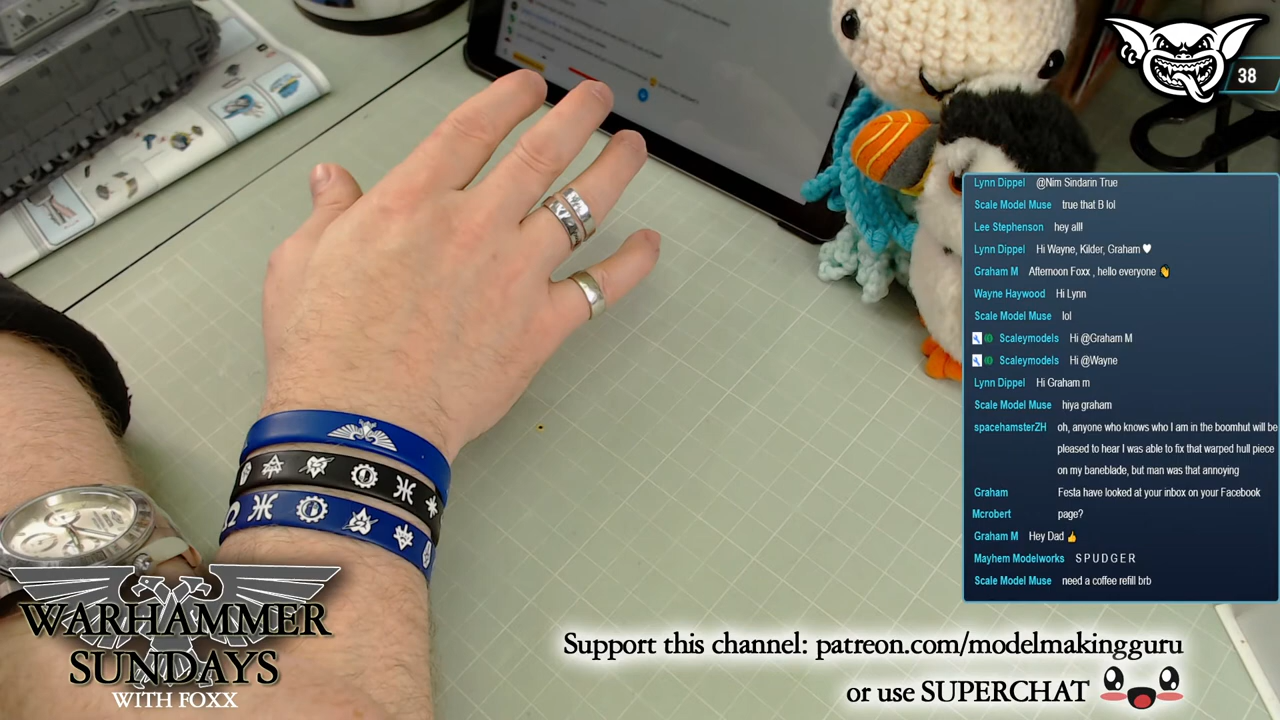 38
Lynn Dippel @Nim Sindarin True
Scale Model Muse true that B lol
Lee Stephenson hey all!
Lynn Dippel Hi Wayne, Kilder, Graham 🤍
Graham M Afternoon Foxx , hello everyone 👋
Wayne Haywood Hi Lynn
Scale Model Muse lol
Scaleymodels Hi @Graham M
Scaleymodels Hi @Wayne
Lynn Dippel Hi Graham m
Scale Model Muse hiya graham
spacehamsterZH oh, anyone who knows who I am in the boomhut will be
pleased to hear I was able to fix that warped hull piece
on my baneblade, but man was that annoying
Graham Festa have looked at your inbox on your Facebook
Mcrobert page?
Graham M Hey Dad 👍
Mayhem Modelworks S P U D G E R
Scale Model Muse need a coffee refill brb
WARHAMMER
SUNDAYS
WITH FOXX
Support this channel: patreon.com/modelmakingguru
or use SUPERCHAT